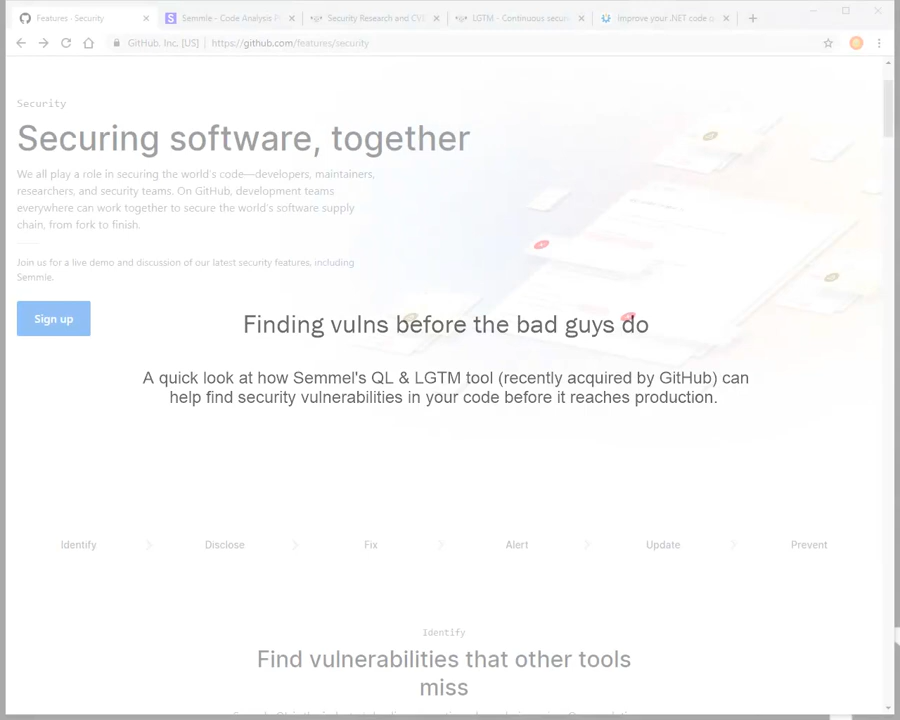 Features - Security
Semmle - Code Analysis
Security Research and CVE
LGTM - Continuous securi
improve your .NET code
GitHub, Inc. [US] | https://github.com/features/security
Security
Securing software, together
We all play a role in securing the world's code—developers, maintainers,
researchers, and security teams. On GitHub, development teams
everywhere can work together to secure the world's software supply
chain, from fork to finish.
Join us for a live demo and discussion of our latest security features, including
Semmle.
Sign up
Finding vulns before the bad guys do
A quick look at how Semmel's QL & LGTM tool (recently acquired by GitHub) can
help find security vulnerabilities in your code before it reaches production.
Identify
Disclose
Fix
Alert
Update
Prevent
Identify
Find vulnerabilities that other tools
miss